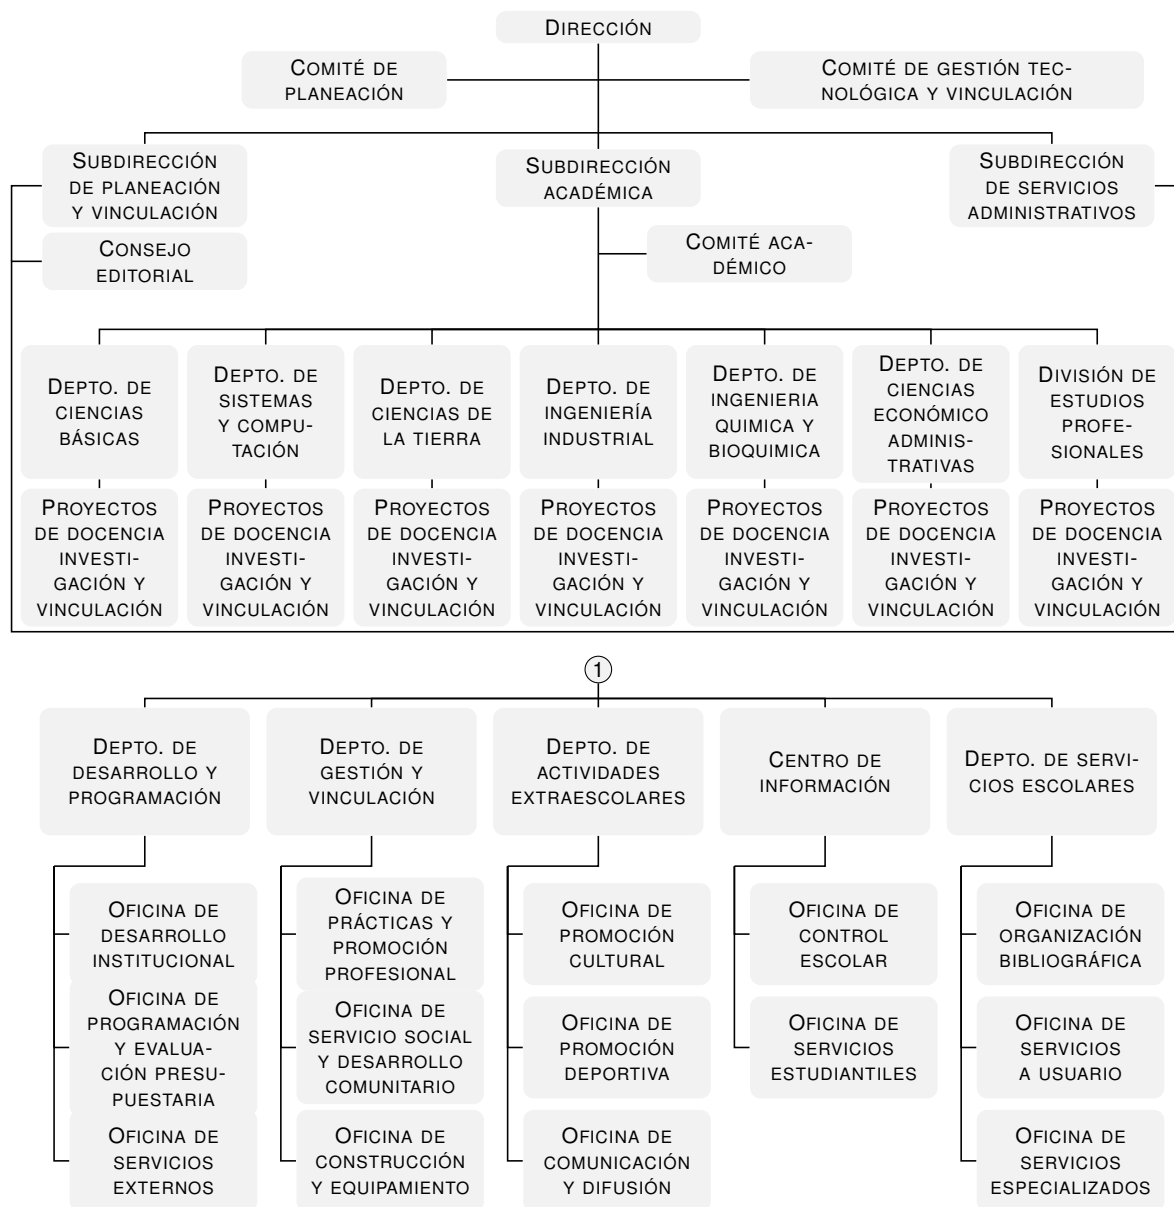 Dirección
Comité de
planeación
Comité de gestión tec-
nológica y vinculación
Subdirección
de planeación
y vinculación
Subdirección
académica
Subdirección
de servicios
administrativos
Consejo
editorial
Comité aca-
démico
Depto. de
ciencias
básicas
Depto. de
sistemas
y compu-
tación
Depto. de
ciencias de
la tierra
Depto. de
ingeniería
industrial
Depto. de
ingenieria
quimica y
bioquimica
Depto. de
ciencias
económico
adminis-
trativas
División de
estudios
profe-
sionales
Proyectos
de docencia
investi-
gación y
vinculación
Proyectos
de docencia
investi-
gación y
vinculación
Proyectos
de docencia
investi-
gación y
vinculación
Proyectos
de docencia
investi-
gación y
vinculación
Proyectos
de docencia
investi-
gación y
vinculación
Proyectos
de docencia
investi-
gación y
vinculación
Proyectos
de docencia
investi-
gación y
vinculación
1
Depto. de
desarrollo y
programación
Depto. de
gestión y
vinculación
Depto. de
actividades
extraescolares
Centro de
información
Depto. de servi-
cios escolares
Oficina de
desarrollo
institucional
Oficina de
prácticas y
promoción
profesional
Oficina de
promoción
cultural
Oficina de
control
escolar
Oficina de
organización
bibliográfica
Oficina de
programación
y evalua-
ción presu-
puestaria
Oficina de
servicio social
y desarrollo
comunitario
Oficina de
promoción
deportiva
Oficina de
servicios
estudiantiles
Oficina de
servicios
a usuario
Oficina de
servicios
externos
Oficina de
construcción
y equipamiento
Oficina de
comunicación
y difusión
Oficina de
servicios
especializados